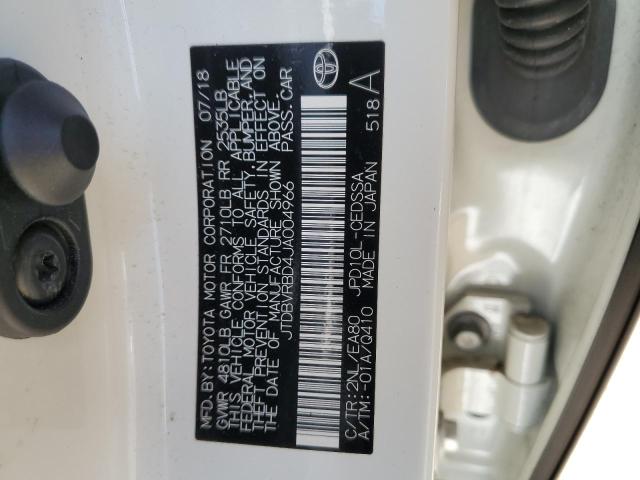 MFD.BY:TOYOTA MOTOR CORPORATION 07/18
GVWR 4810LB GAWR FR 2710LB RR 2535LB
THIS VEHICLE CONFORMS TO ALL APPLICABLE
FEDERAL MOTOR VEHICLE SAFETY, BUMPER, AND
THEFT PREVENTION STANDARDS IN EFFECT ON
THE DATE OF MANUFACTURE SHOWN ABOVE.
JTDBVRBD4JA004966 PASS.CAR
C/TR:2NL/EA80 JPD10L-CEDSSA
A/TM:-01A/Q410 MADE IN JAPAN 518A